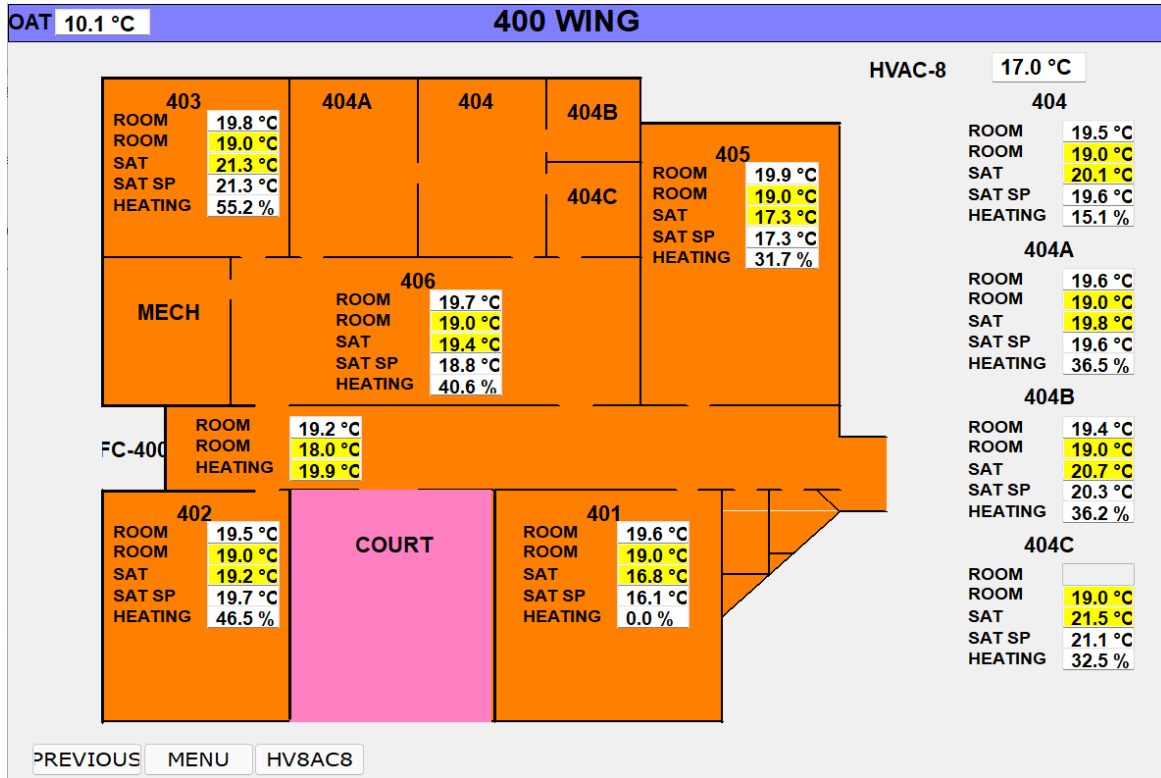 OAT 10.1 °C 400 WING
HVAC-8 17.0 °C
403
ROOM 19.8 °C
ROOM 19.0 °C
SAT 21.3 °C
SAT SP 21.3 °C
HEATING 55.2 %
404A
404
404B
404C
405
ROOM 19.9 °C
ROOM 19.0 °C
SAT 17.3 °C
SAT SP 17.3 °C
HEATING 31.7 %
MECH
406
ROOM 19.7 °C
ROOM 19.0 °C
SAT 19.4 °C
SAT SP 18.8 °C
HEATING 40.6 %
FC-400
ROOM 19.2 °C
ROOM 18.0 °C
HEATING 19.9 °C
402
ROOM 19.5 °C
ROOM 19.0 °C
SAT 19.2 °C
SAT SP 19.7 °C
HEATING 46.5 %
COURT
401
ROOM 19.6 °C
ROOM 19.0 °C
SAT 16.8 °C
SAT SP 16.1 °C
HEATING 0.0 %
404
ROOM 19.5 °C
ROOM 19.0 °C
SAT 20.1 °C
SAT SP 19.6 °C
HEATING 15.1 %
404A
ROOM 19.6 °C
ROOM 19.0 °C
SAT 19.8 °C
SAT SP 19.6 °C
HEATING 36.5 %
404B
ROOM 19.4 °C
ROOM 19.0 °C
SAT 20.7 °C
SAT SP 20.3 °C
HEATING 36.2 %
404C
ROOM
ROOM 19.0 °C
SAT 21.5 °C
SAT SP 21.1 °C
HEATING 32.5 %
PREVIOUS MENU HV8AC8